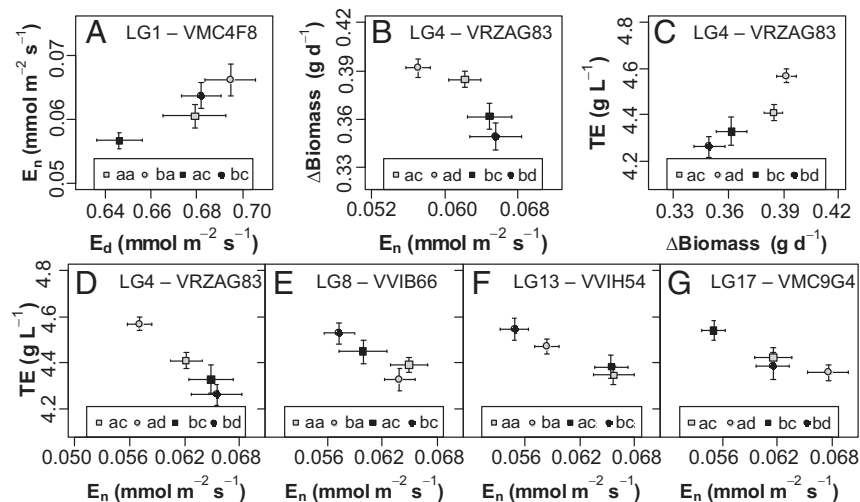 A LG1 – VMC4F8
Eₙ (mmol m⁻² s⁻¹)
0.05 0.06 0.07
aa ba ac bc
0.64 0.66 0.68 0.70
E_d (mmol m⁻² s⁻¹)
B LG4 – VRZAG83
ΔBiomass (g d⁻¹)
0.33 0.36 0.39 0.42
ac ad bc bd
0.052 0.060 0.068
Eₙ (mmol m⁻² s⁻¹)
C LG4 – VRZAG83
TE (g L⁻¹)
4.2 4.4 4.6 4.8
ac ad bc bd
0.33 0.36 0.39 0.42
ΔBiomass (g d⁻¹)
D LG4 – VRZAG83
TE (g L⁻¹)
4.2 4.4 4.6 4.8
ac ad bc bd
0.050 0.056 0.062 0.068
Eₙ (mmol m⁻² s⁻¹)
E LG8 – VVIB66
aa ba ac bc
0.056 0.062 0.068
Eₙ (mmol m⁻² s⁻¹)
F LG13 – VVIH54
aa ba ac bc
0.056 0.062 0.068
Eₙ (mmol m⁻² s⁻¹)
G LG17 – VMC9G4
ac ad bc bd
0.056 0.062 0.068
Eₙ (mmol m⁻² s⁻¹)